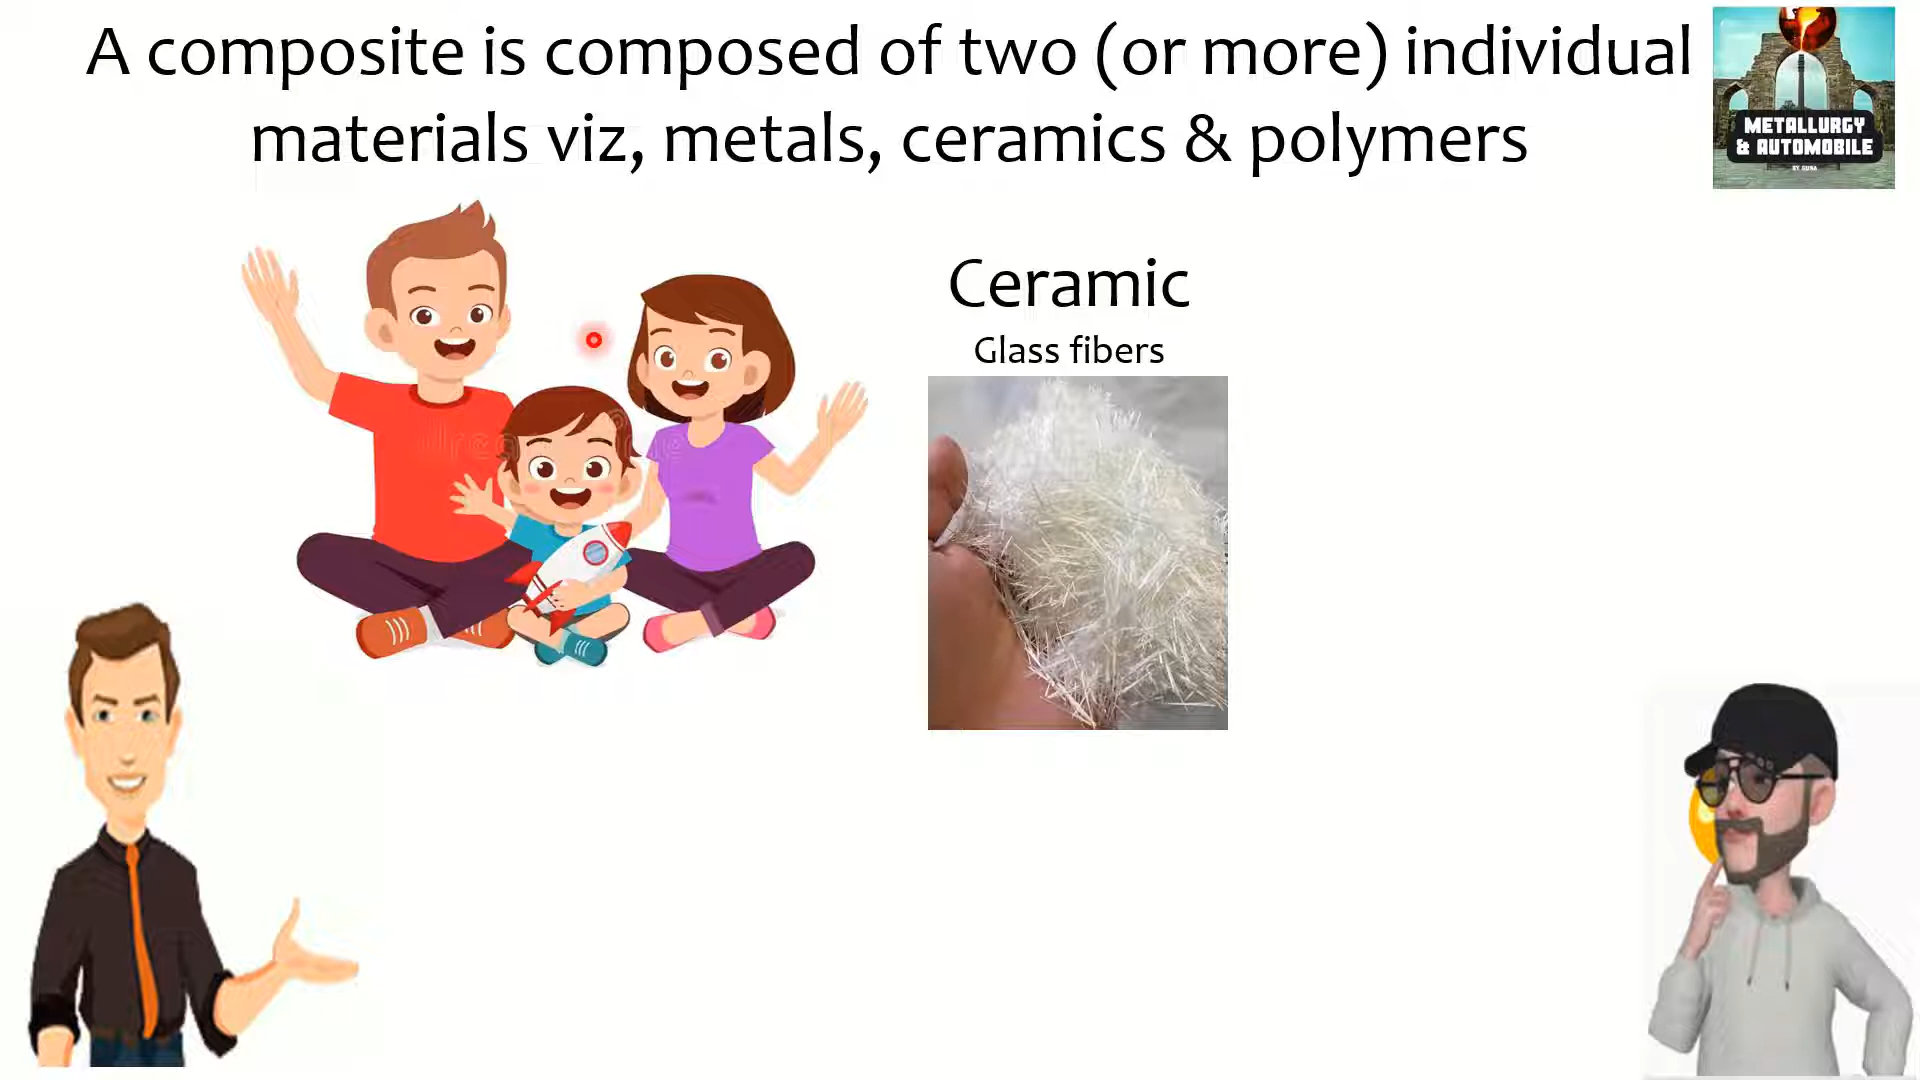 A composite is composed of two (or more) individual
materials viz, metals, ceramics & polymers
METALLURGY
& AUTOMOBILE
Ceramic
Glass fibers